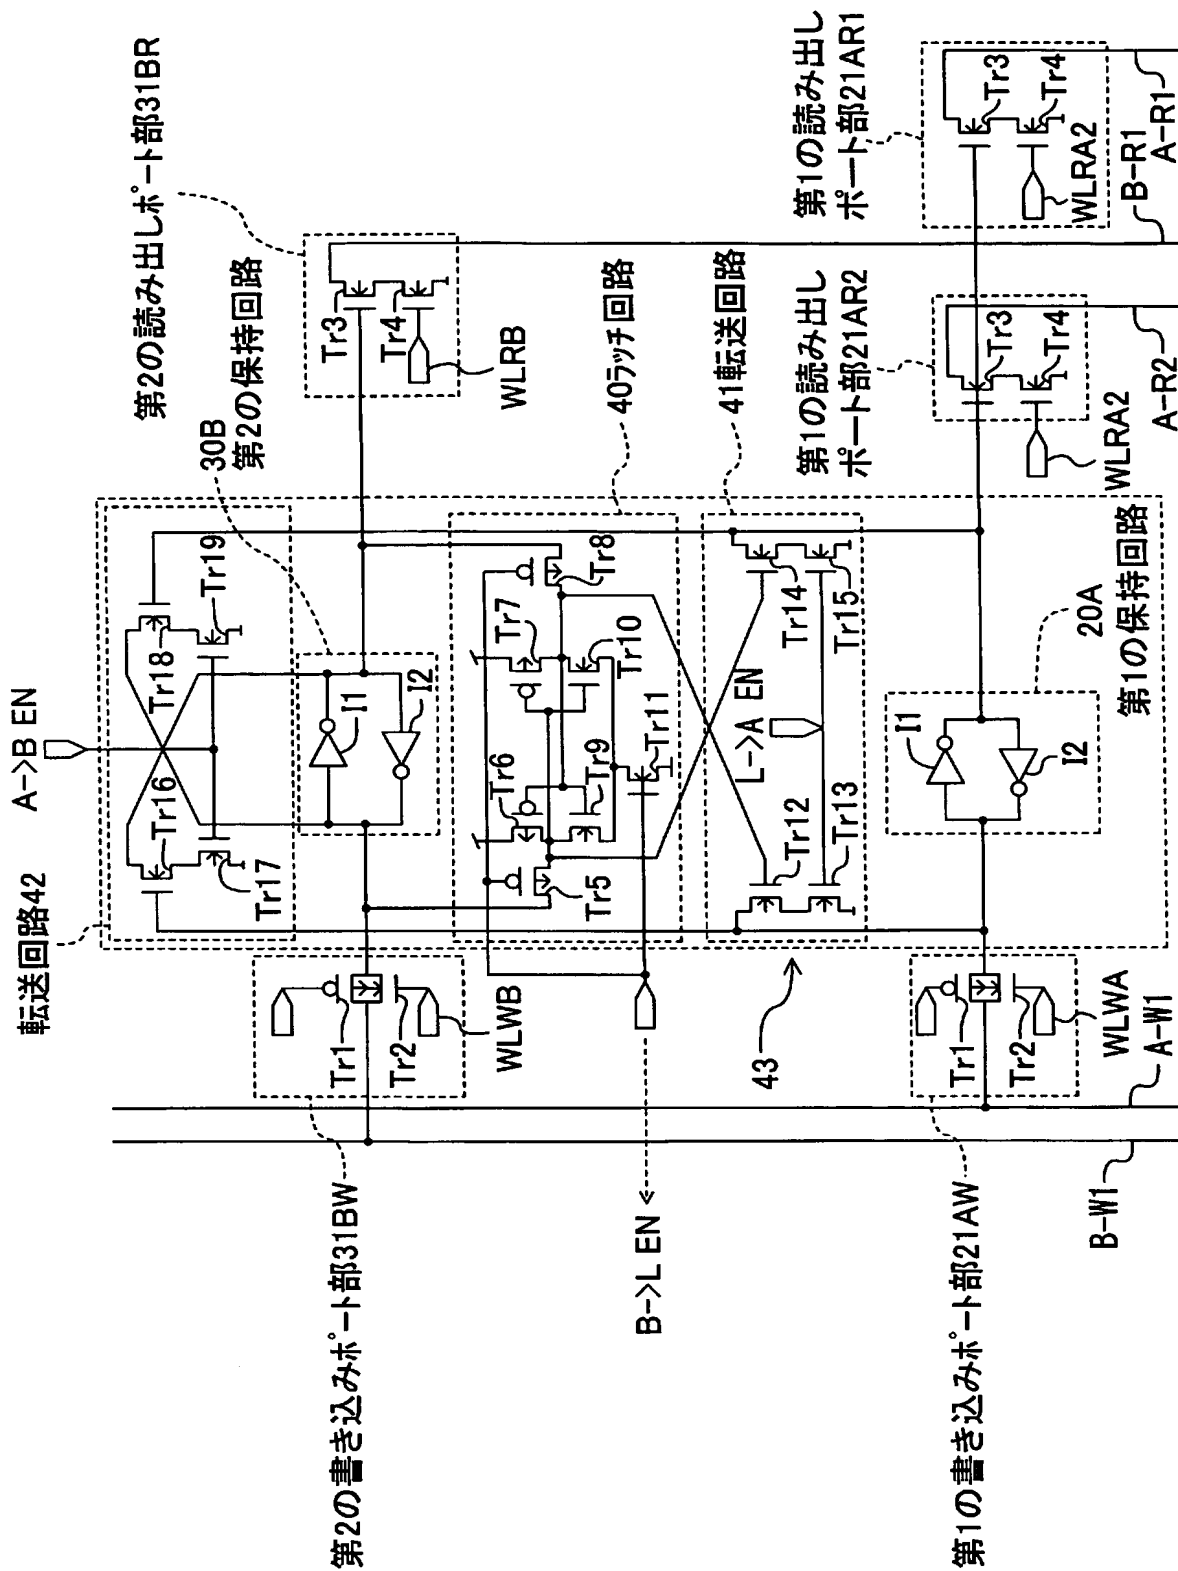 転送回路42
A->B EN
第2の読み出しポート部31BR
30B
第2の保持回路
Tr16
Tr17
Tr18
Tr19
I1
I2
Tr3
Tr4
WLRB
第2の書き込みポート部31BW
Tr1
Tr2
WLWB
40ラッチ回路
Tr5
Tr6
Tr7
Tr8
Tr9
Tr10
Tr11
B->L EN
41転送回路
L->A EN
Tr12
Tr13
Tr14
Tr15
43
第1の読み出し
ポート部21AR2
Tr3
Tr4
WLRA2
A-R2
第1の読み出し
ポート部21AR1
Tr3
Tr4
WLRA2
B-R1
A-R1
20A
第1の保持回路
I1
I2
第1の書き込みポート部21AW
Tr1
Tr2
WLWA
A-W1
B-W1